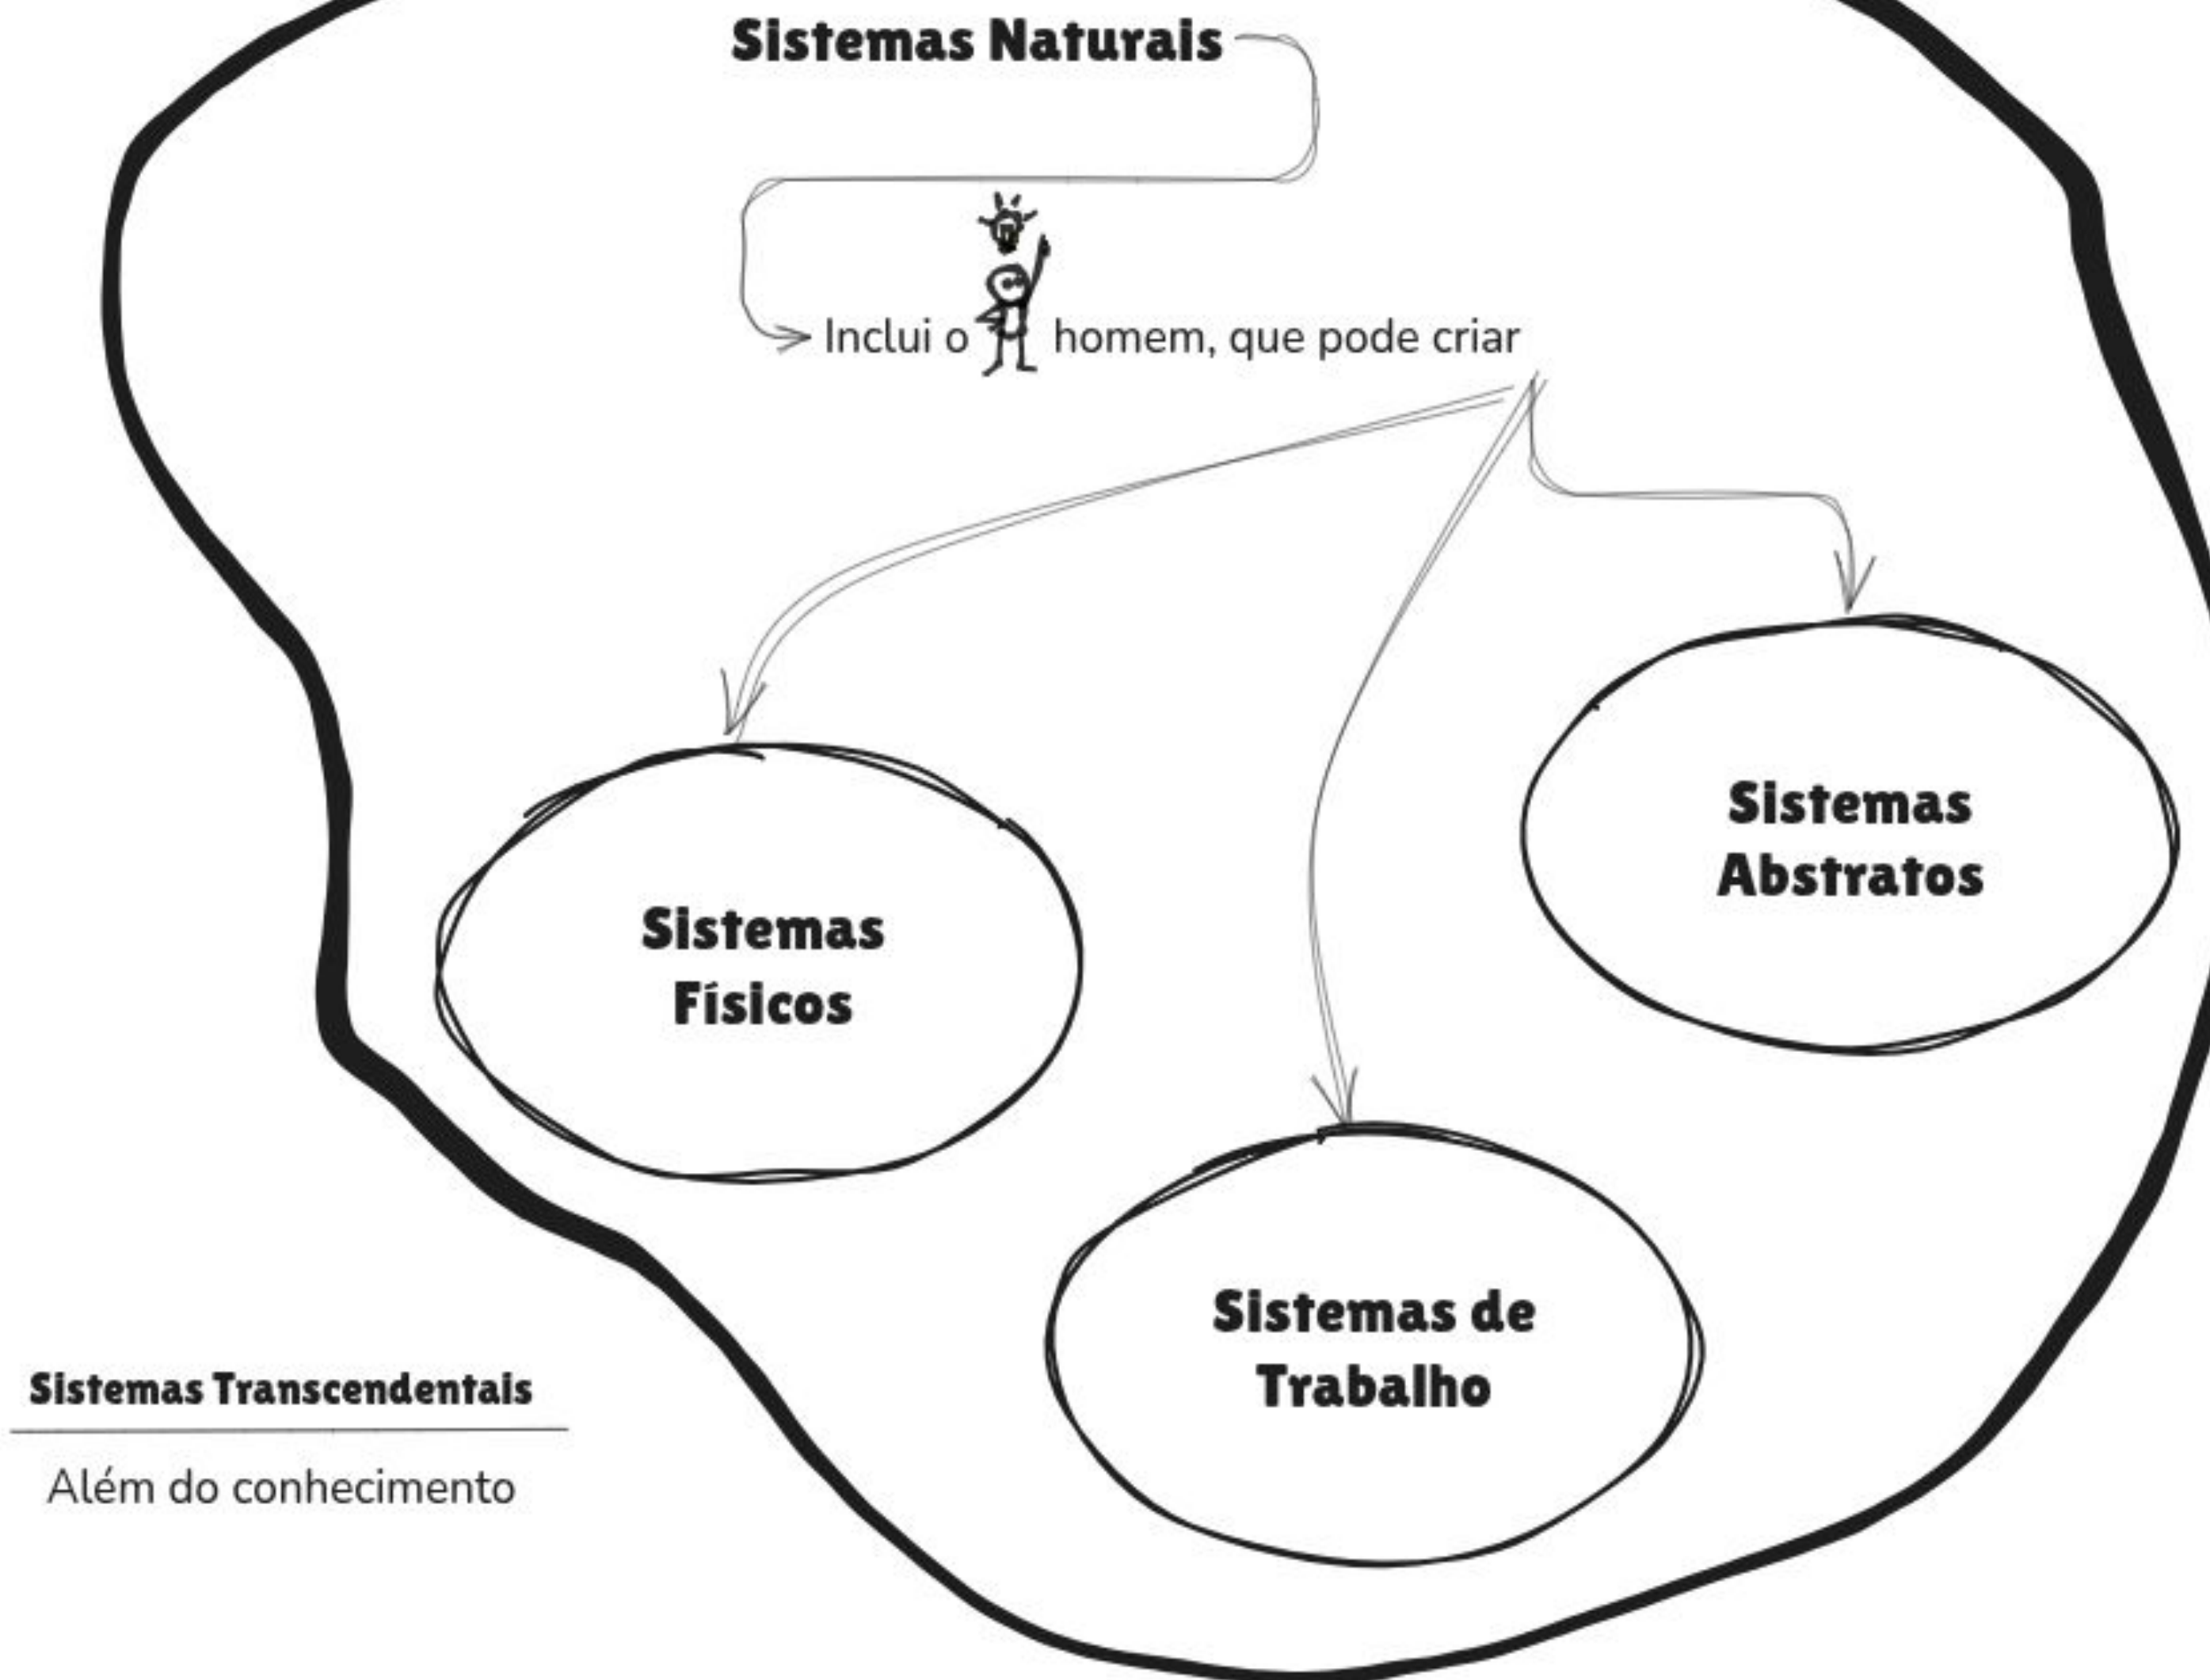 Sistemas Naturais
Inclui o homem, que pode criar
Sistemas
Abstratos
Sistemas
Físicos
Sistemas de
Trabalho
Sistemas Transcendentais
Além do conhecimento